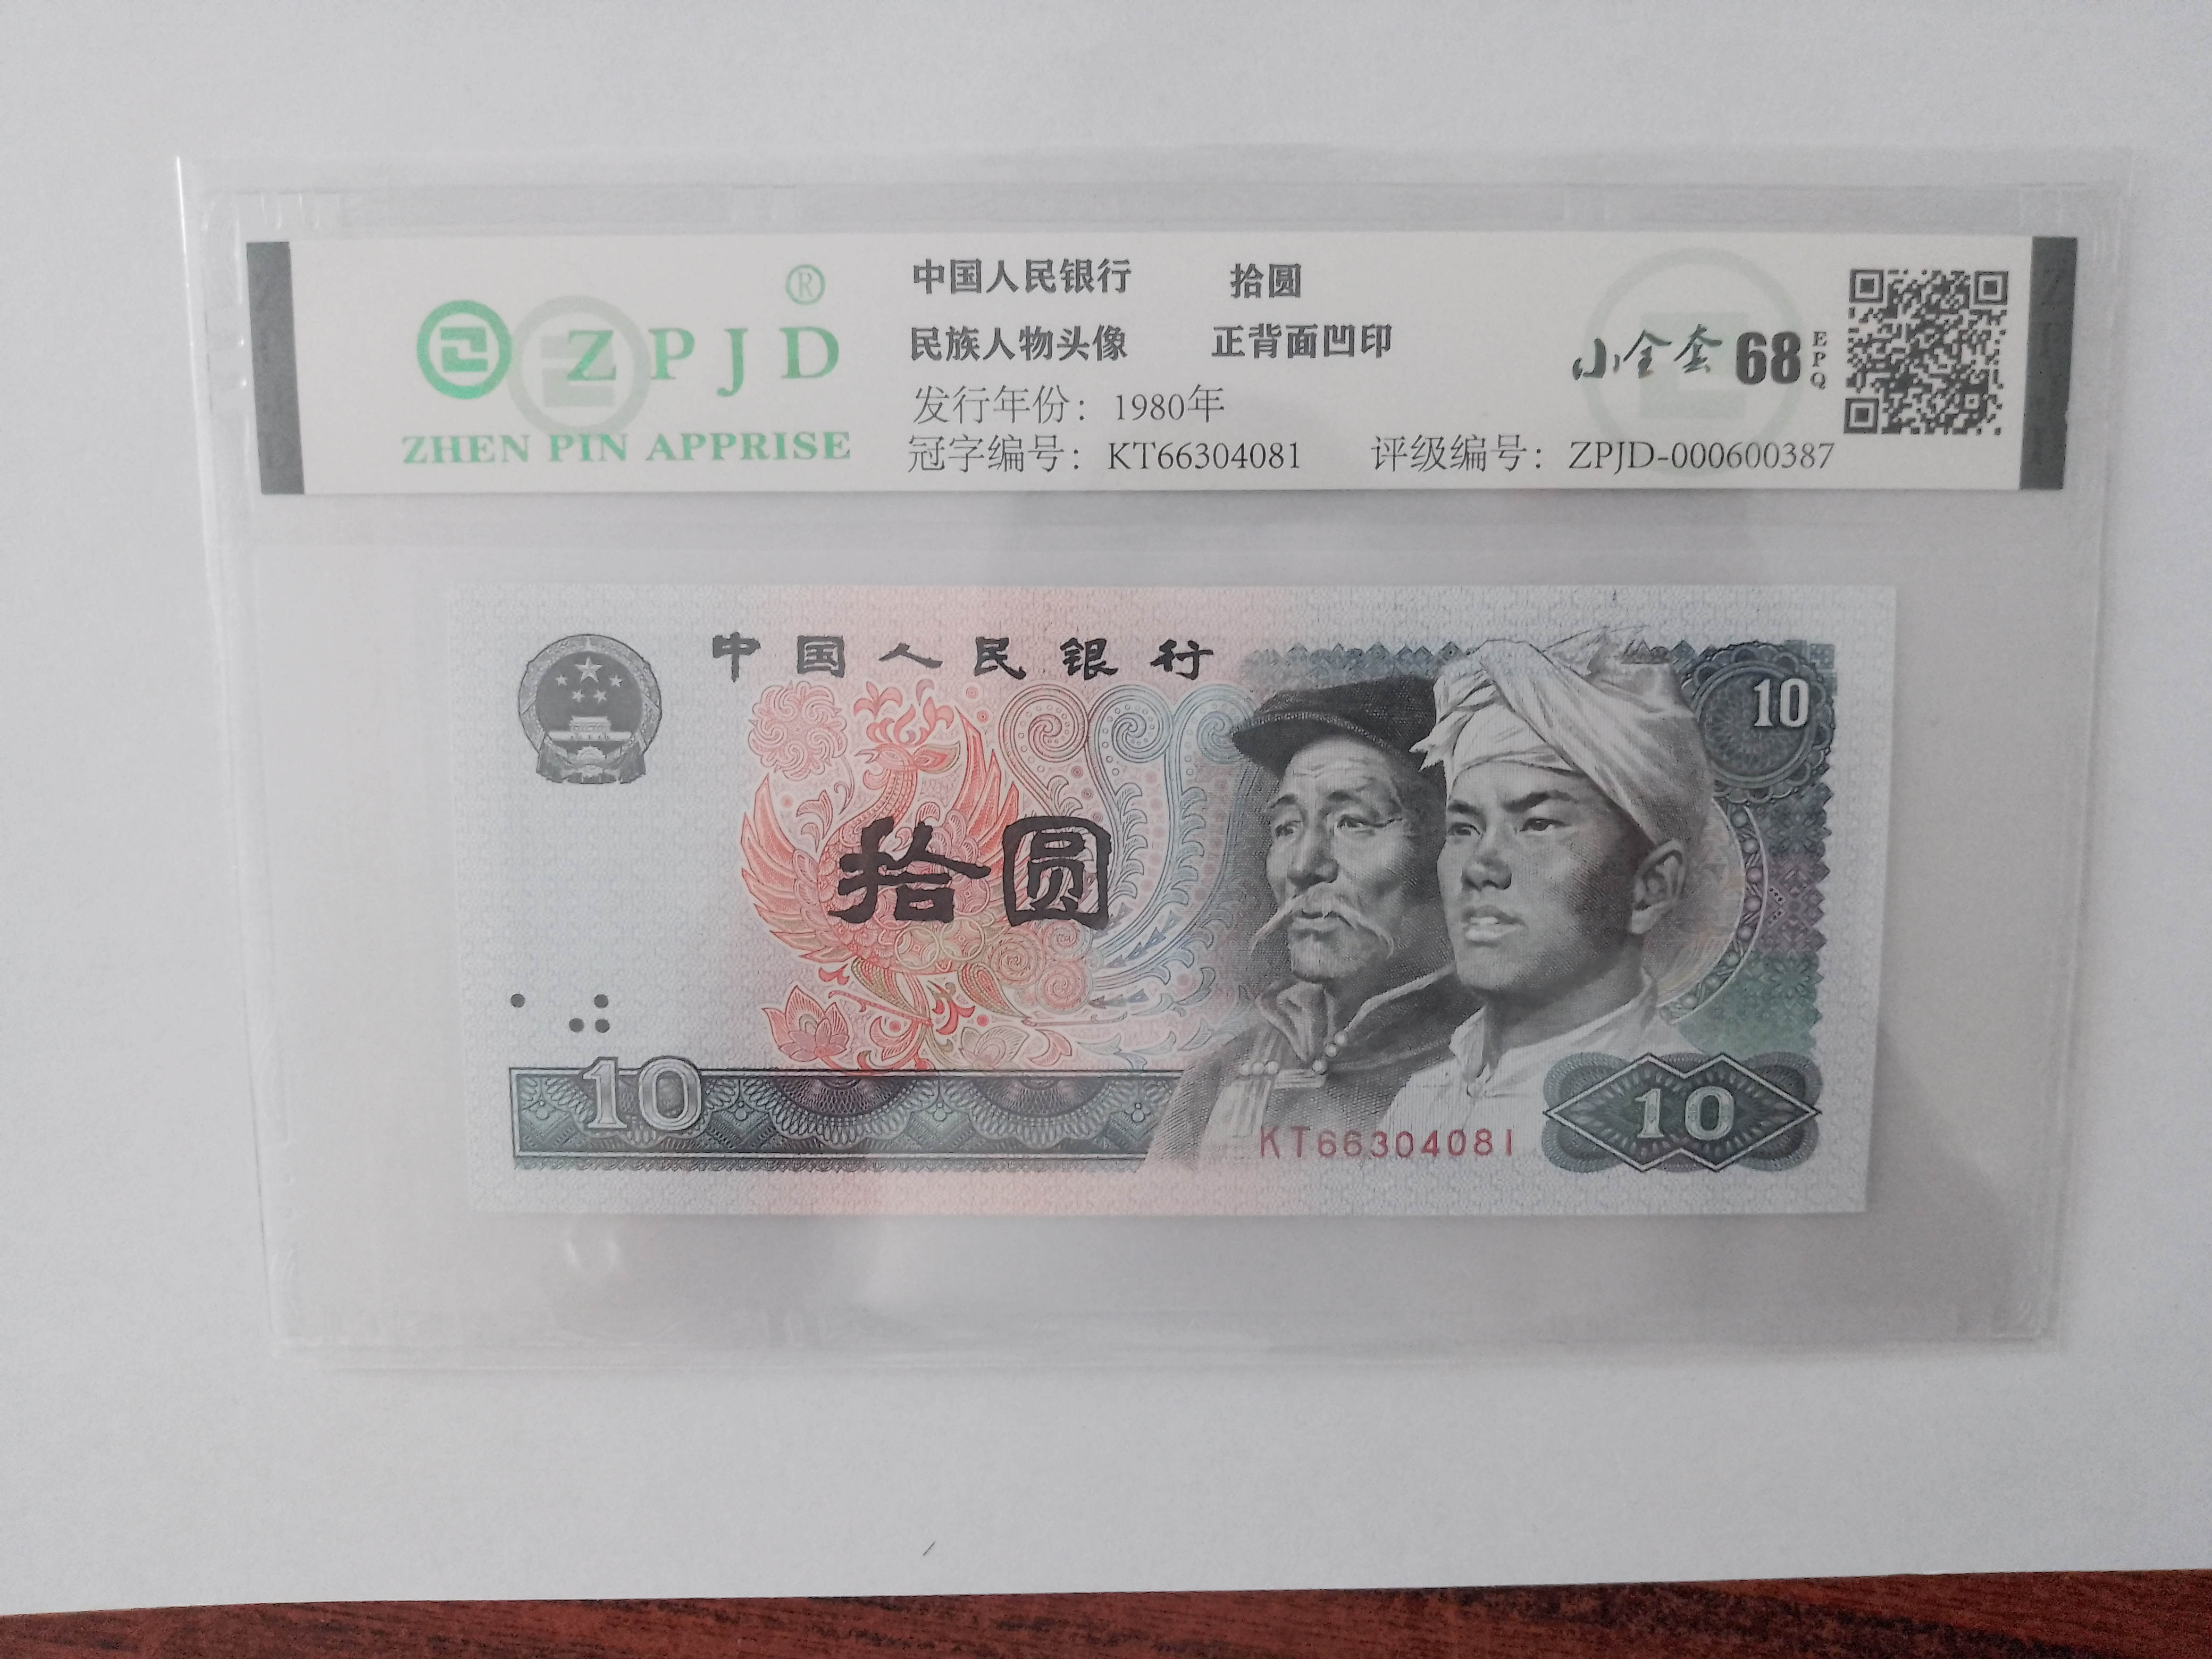 ®
ZPJD
ZHEN PIN APPRISE
中国人民银行 拾圆
民族人物头像 正背面凹印
发行年份：1980年
冠字编号：KT66304081 评级编号：ZPJD-000600387
小全套 68 EPQ
中国人民银行
10
拾圆
10
KT66304081
10